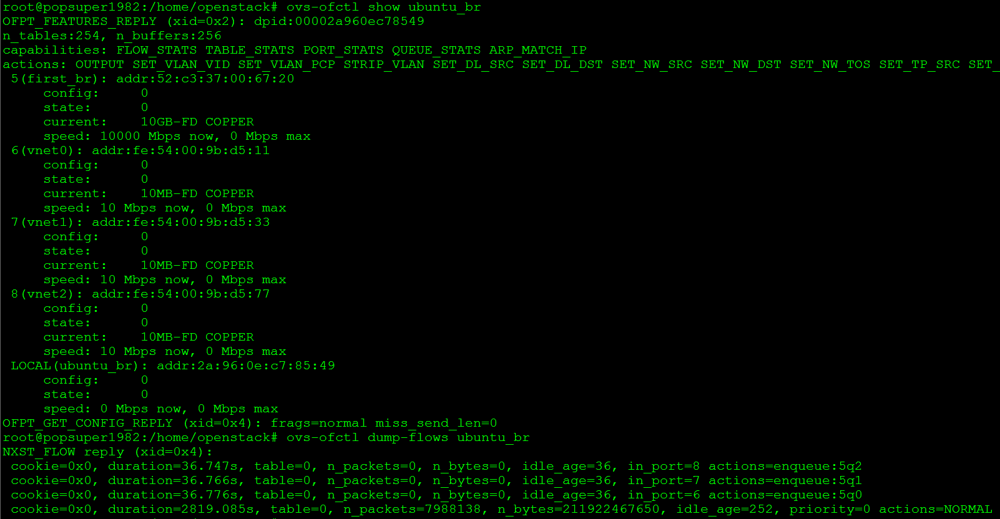 root@popsuper1982:/home/openstack# ovs-ofctl show ubuntu_br
OFPT_FEATURES_REPLY (xid=0x2): dpid:00002a960ec78549
n_tables:254, n_buffers:256
capabilities: FLOW_STATS TABLE_STATS PORT_STATS QUEUE_STATS ARP_MATCH_IP
actions: OUTPUT SET_VLAN_VID SET_VLAN_PCP STRIP_VLAN SET_DL_SRC SET_DL_DST SET_NW_SRC SET_NW_DST SET_NW_TOS SET_TP_SRC SET_
 5(first_br): addr:52:c3:37:00:67:20
     config:     0
     state:      0
     current:    10GB-FD COPPER
     speed: 10000 Mbps now, 0 Mbps max
 6(vnet0): addr:fe:54:00:9b:d5:11
     config:     0
     state:      0
     current:    10MB-FD COPPER
     speed: 10 Mbps now, 0 Mbps max
 7(vnet1): addr:fe:54:00:9b:d5:33
     config:     0
     state:      0
     current:    10MB-FD COPPER
     speed: 10 Mbps now, 0 Mbps max
 8(vnet2): addr:fe:54:00:9b:d5:77
     config:     0
     state:      0
     current:    10MB-FD COPPER
     speed: 10 Mbps now, 0 Mbps max
 LOCAL(ubuntu_br): addr:2a:96:0e:c7:85:49
     config:     0
     state:      0
     speed: 0 Mbps now, 0 Mbps max
OFPT_GET_CONFIG_REPLY (xid=0x4): frags=normal miss_send_len=0
root@popsuper1982:/home/openstack# ovs-ofctl dump-flows ubuntu_br
NXST_FLOW reply (xid=0x4):
 cookie=0x0, duration=36.747s, table=0, n_packets=0, n_bytes=0, idle_age=36, in_port=8 actions=enqueue:5q2
 cookie=0x0, duration=36.766s, table=0, n_packets=0, n_bytes=0, idle_age=36, in_port=7 actions=enqueue:5q1
 cookie=0x0, duration=36.776s, table=0, n_packets=0, n_bytes=0, idle_age=36, in_port=6 actions=enqueue:5q0
 cookie=0x0, duration=2819.085s, table=0, n_packets=7988138, n_bytes=211922467650, idle_age=252, priority=0 actions=NORMAL